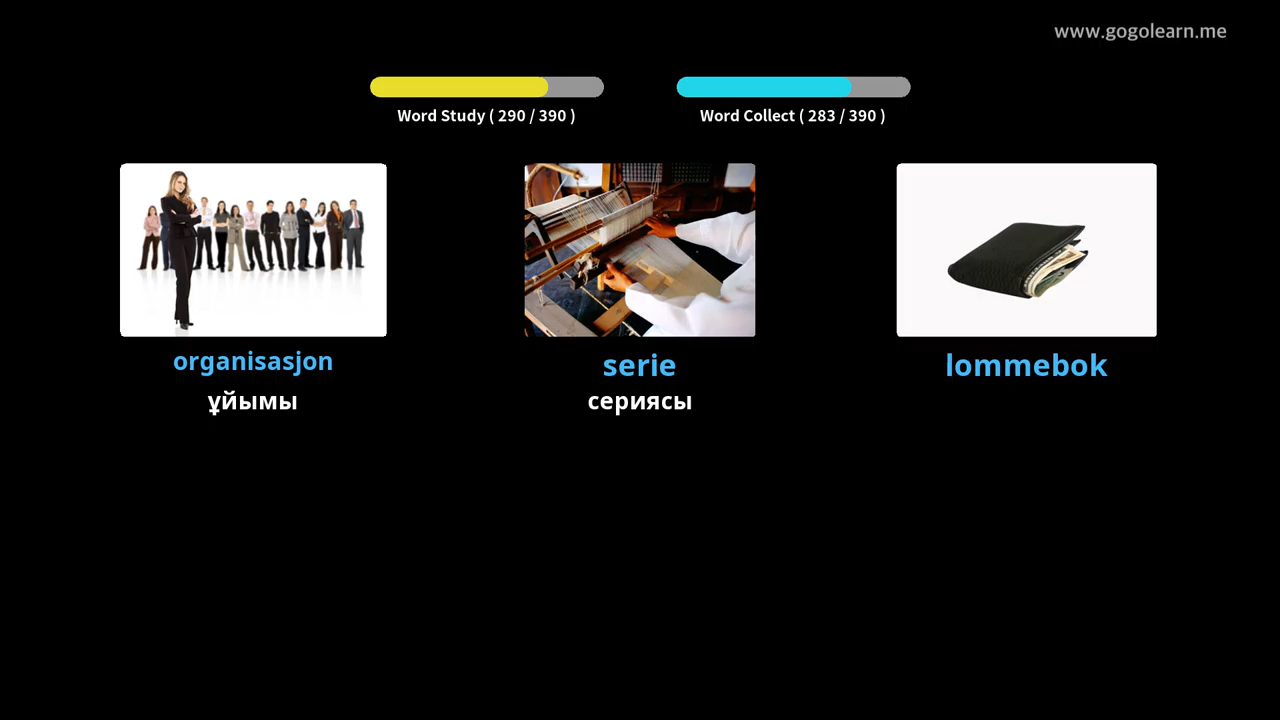 www.gogolearn.me
Word Study ( 290 / 390 )
Word Collect ( 283 / 390 )
organisasjon
serie
lommebok
ұйымы
сериясы